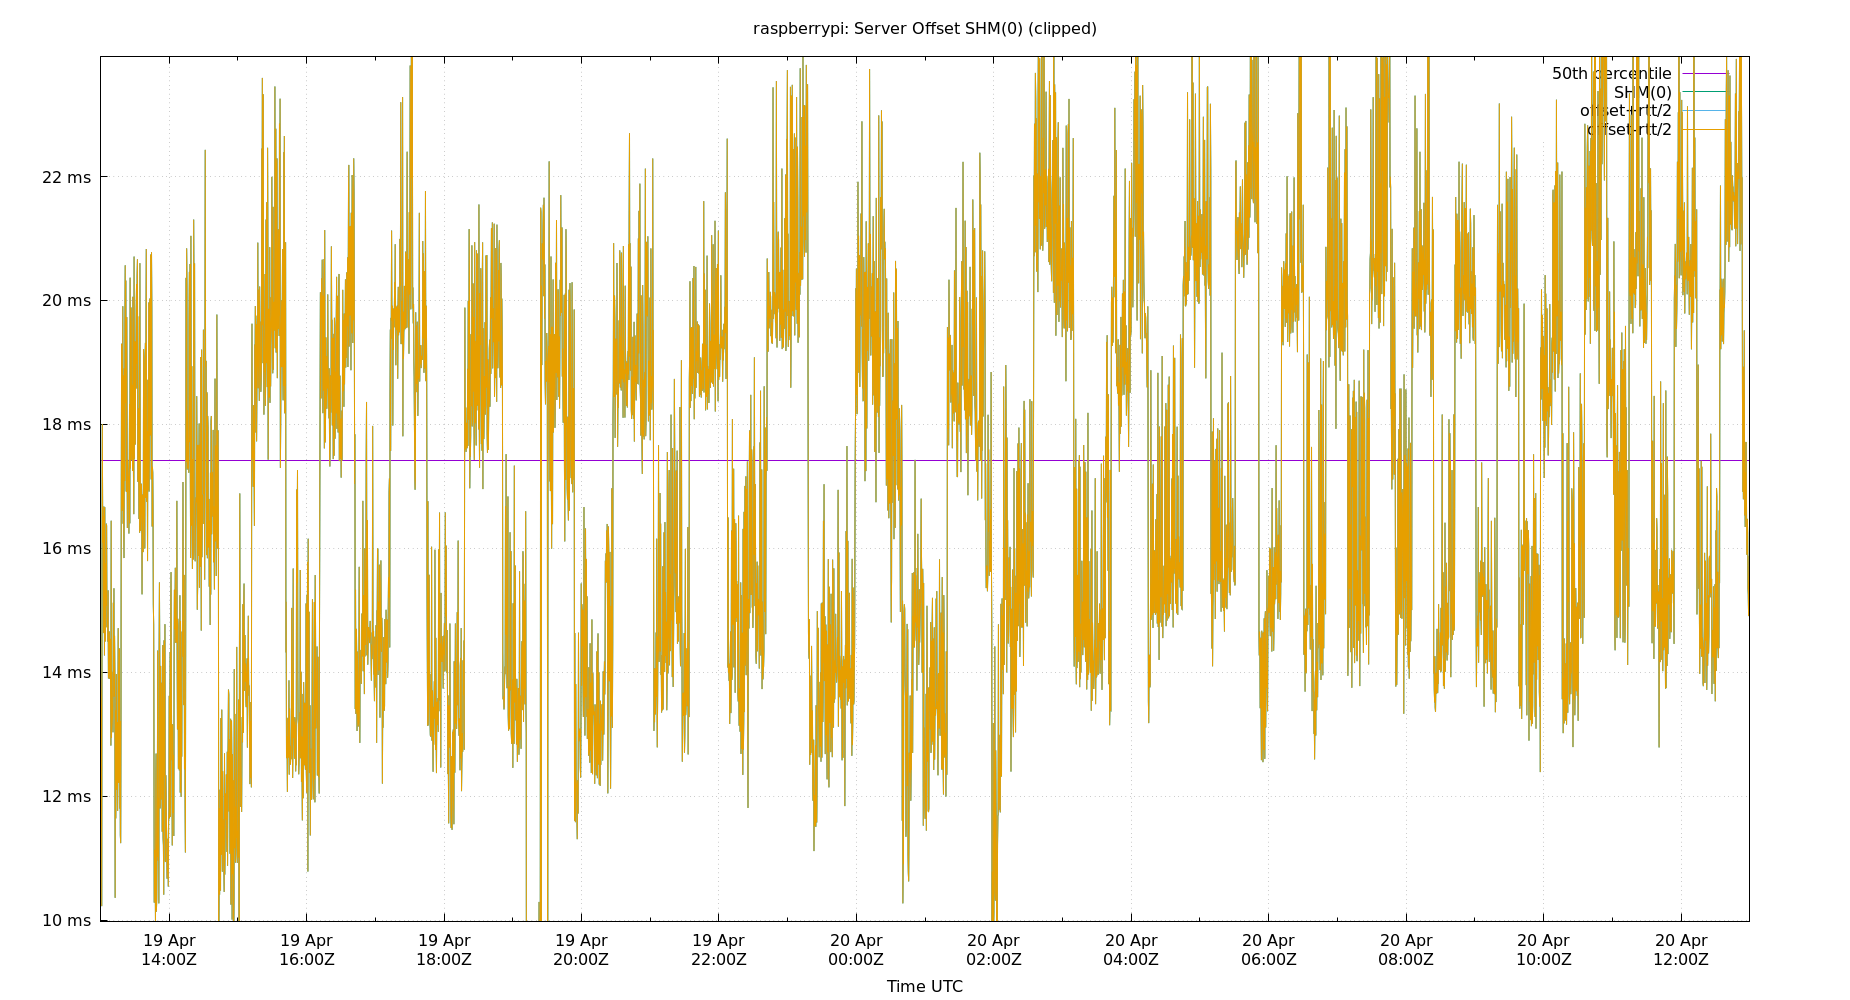 raspberrypi: Server Offset SHM(0) (clipped)
50th percentile
SHM(0)
offset+rtt/2
offset-rtt/2
22 ms
20 ms
18 ms
16 ms
14 ms
12 ms
10 ms
19 Apr 19 Apr 19 Apr 19 Apr 19 Apr 20 Apr 20 Apr 20 Apr 20 Apr 20 Apr 20 Apr 20 Apr
14:00Z 16:00Z 18:00Z 20:00Z 22:00Z 00:00Z 02:00Z 04:00Z 06:00Z 08:00Z 10:00Z 12:00Z
Time UTC